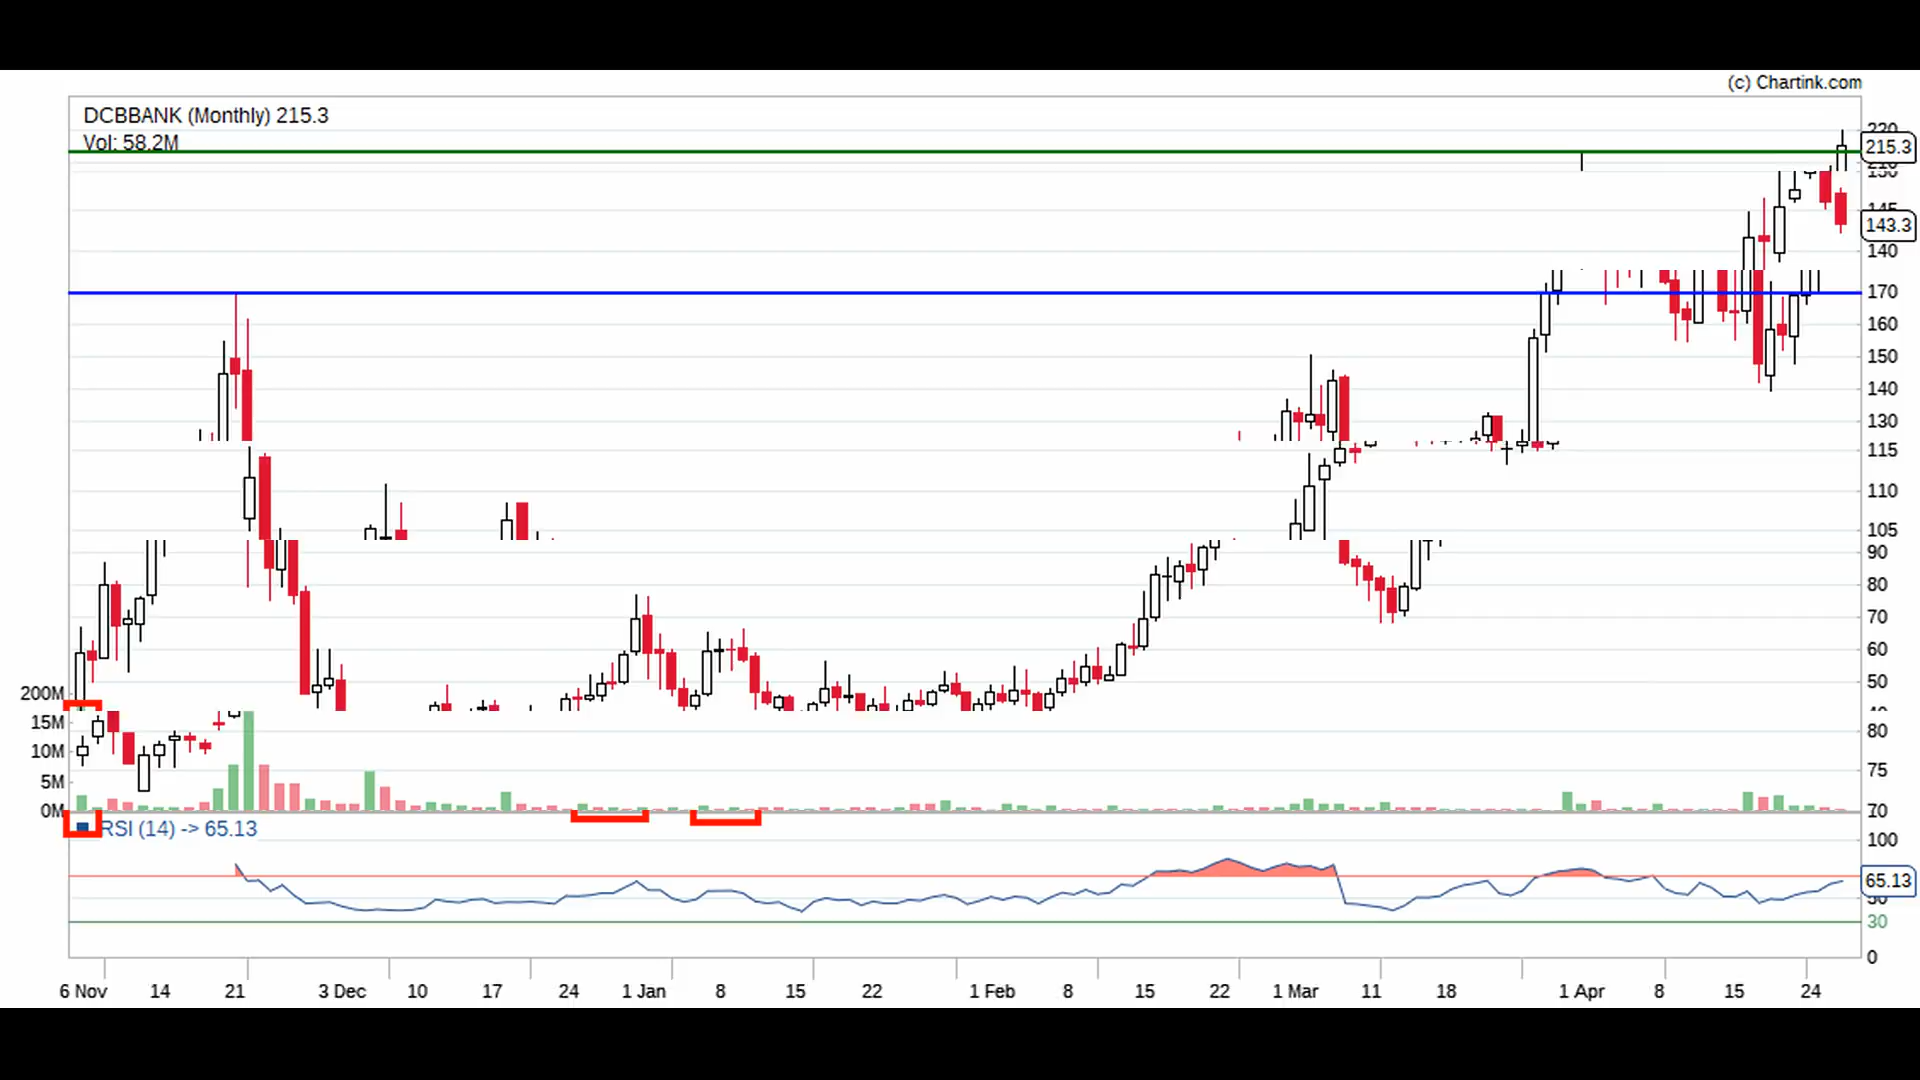 (c) Chartink.com
DCBBANK (Monthly) 215.3
Vol: 58.2M
220
215.3
145
143.3
140
170
160
150
140
130
115
110
105
90
80
70
60
50
200M
15M
80
10M
75
5M
0M
70
RSI (14) -> 65.13
100
65.13
50
30
0
6 Nov 14 21 3 Dec 10 17 24 1 Jan 8 15 22 1 Feb 8 15 22 1 Mar 11 18 1 Apr 8 15 24